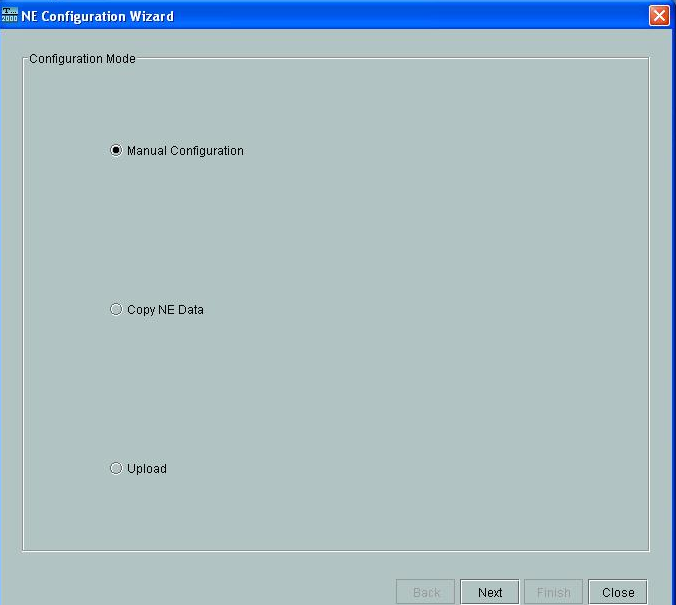 NE Configuration Wizard
Configuration Mode
Manual Configuration
Copy NE Data
Upload
Back Next Finish Close